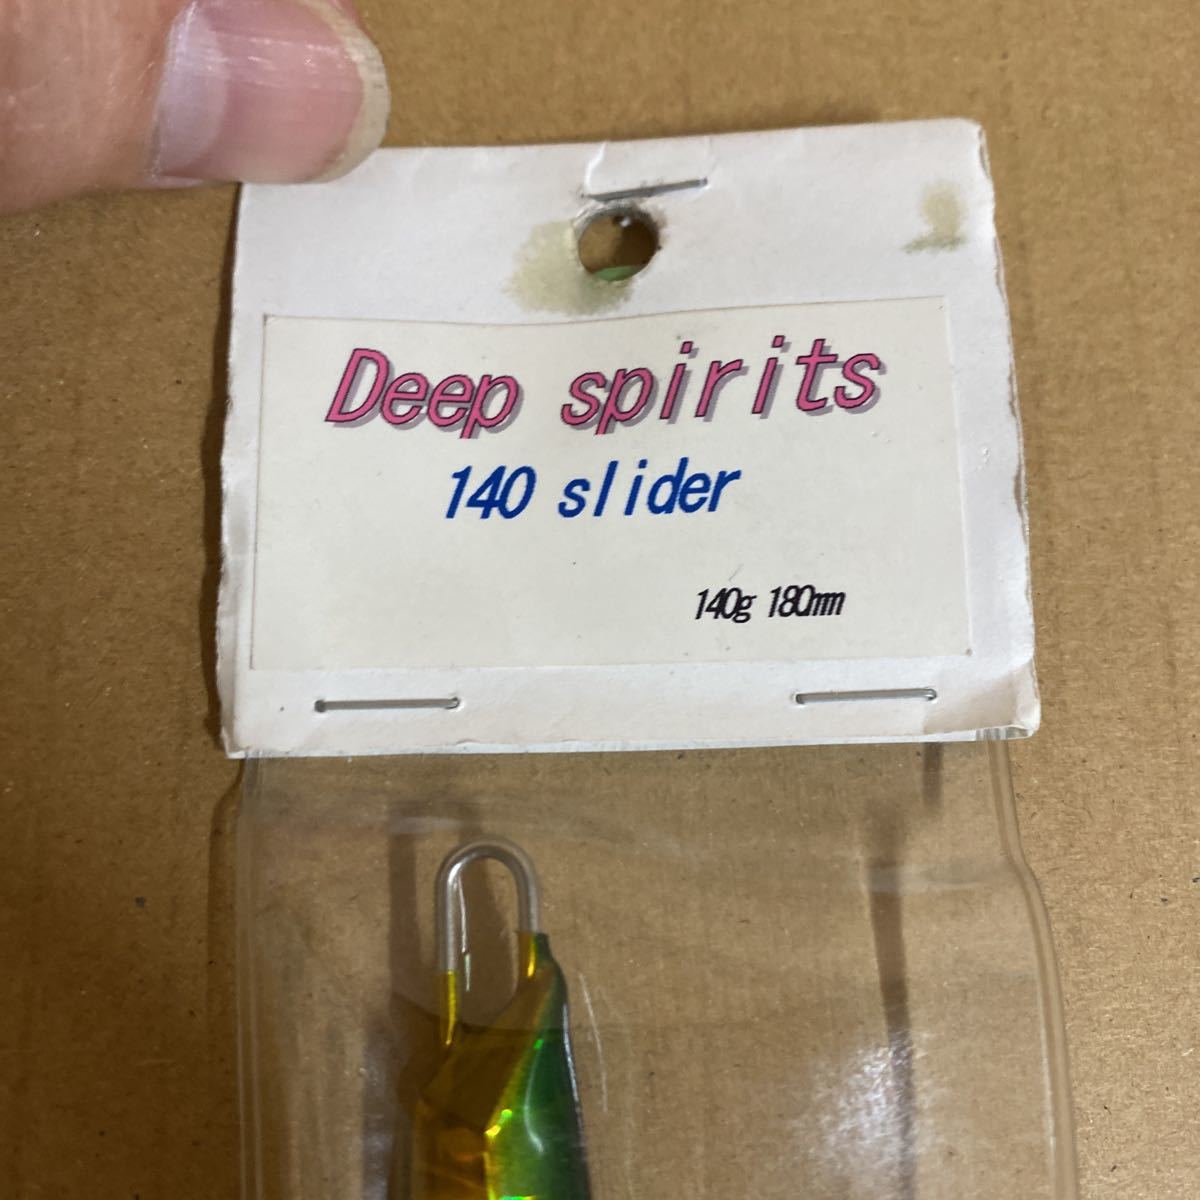 Deep spirits
140 slider
140g 180mm